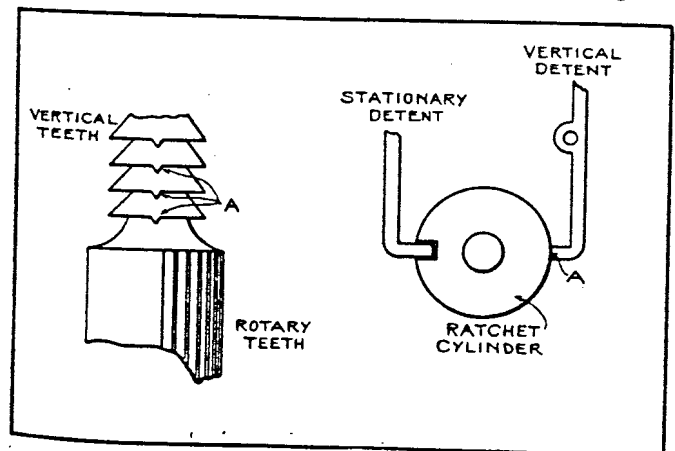 VERTICAL
TEETH
A
ROTARY
TEETH
STATIONARY
DETENT
VERTICAL
DETENT
A
RATCHET
CYLINDER